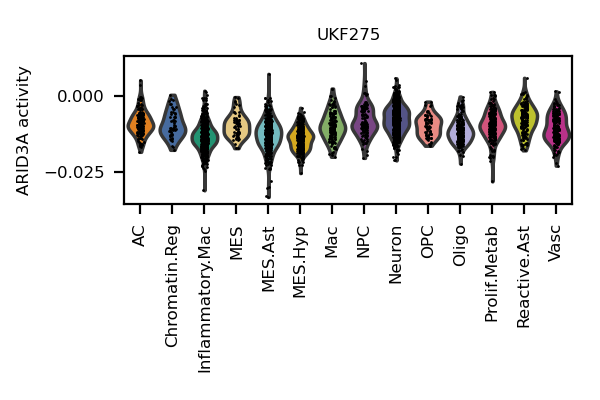 UKF275
ARID3A activity
0.000
−0.025
AC
Chromatin.Reg
Inflammatory.Mac
MES
MES.Ast
MES.Hyp
Mac
NPC
Neuron
OPC
Oligo
Prolif.Metab
Reactive.Ast
Vasc